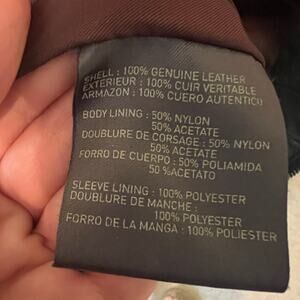 SHELL : 100% GENUINE LEATHER
EXTERIEUR : 100% CUIR VERITABLE
ARMAZON : 100% CUERO AUTENTICO
BODY LINING : 50% NYLON
50% ACETATE
DOUBLURE DE CORSAGE : 50% NYLON
50% ACETATE
FORRO DE CUERPO : 50% POLIAMIDA
50 %ACETATO
SLEEVE LINING : 100% POLYESTER
DOUBLURE DE MANCHE :
100% POLYESTER
FORRO DE LA MANGA : 100% POLIESTER